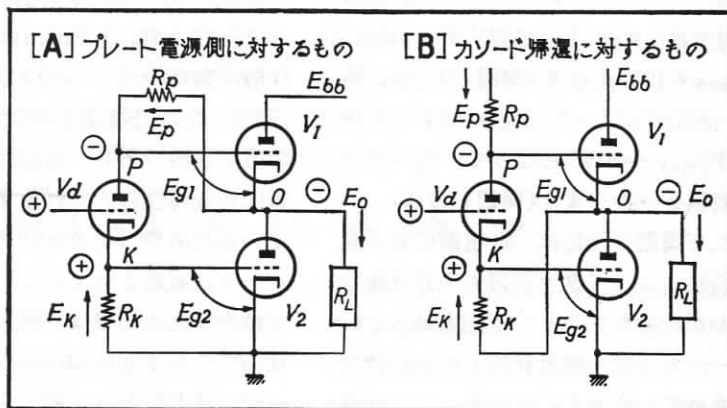 [A] プレート電源側に対するもの
[B] カソード帰還に対するもの
Rp
Ebb
Ep
V1
P
Eg1
O
Eo
Vd
K
EK
RK
Eg2
V2
RL
Ebb
Ep
Rp
V1
P
Eg1
O
Eo
Vd
K
EK
RK
Eg2
V2
RL